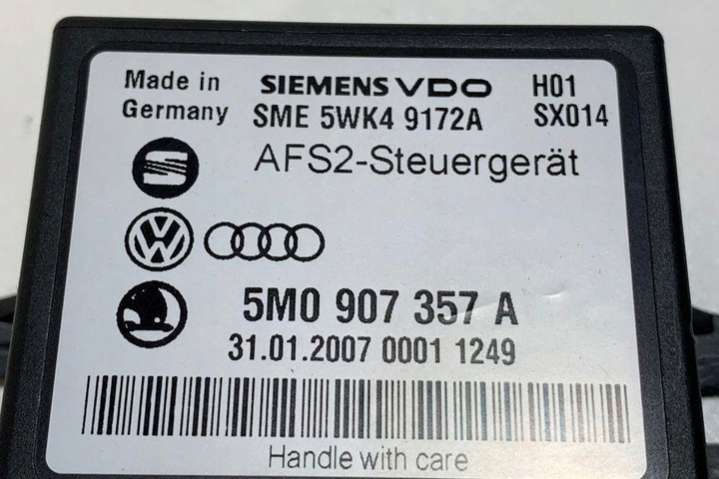 Made in SIEMENS VDO H01
Germany SME 5WK4 9172A SX014
AFS2-Steuergerät
5M0 907 357 A
31.01.2007 0001 1249
Handle with care